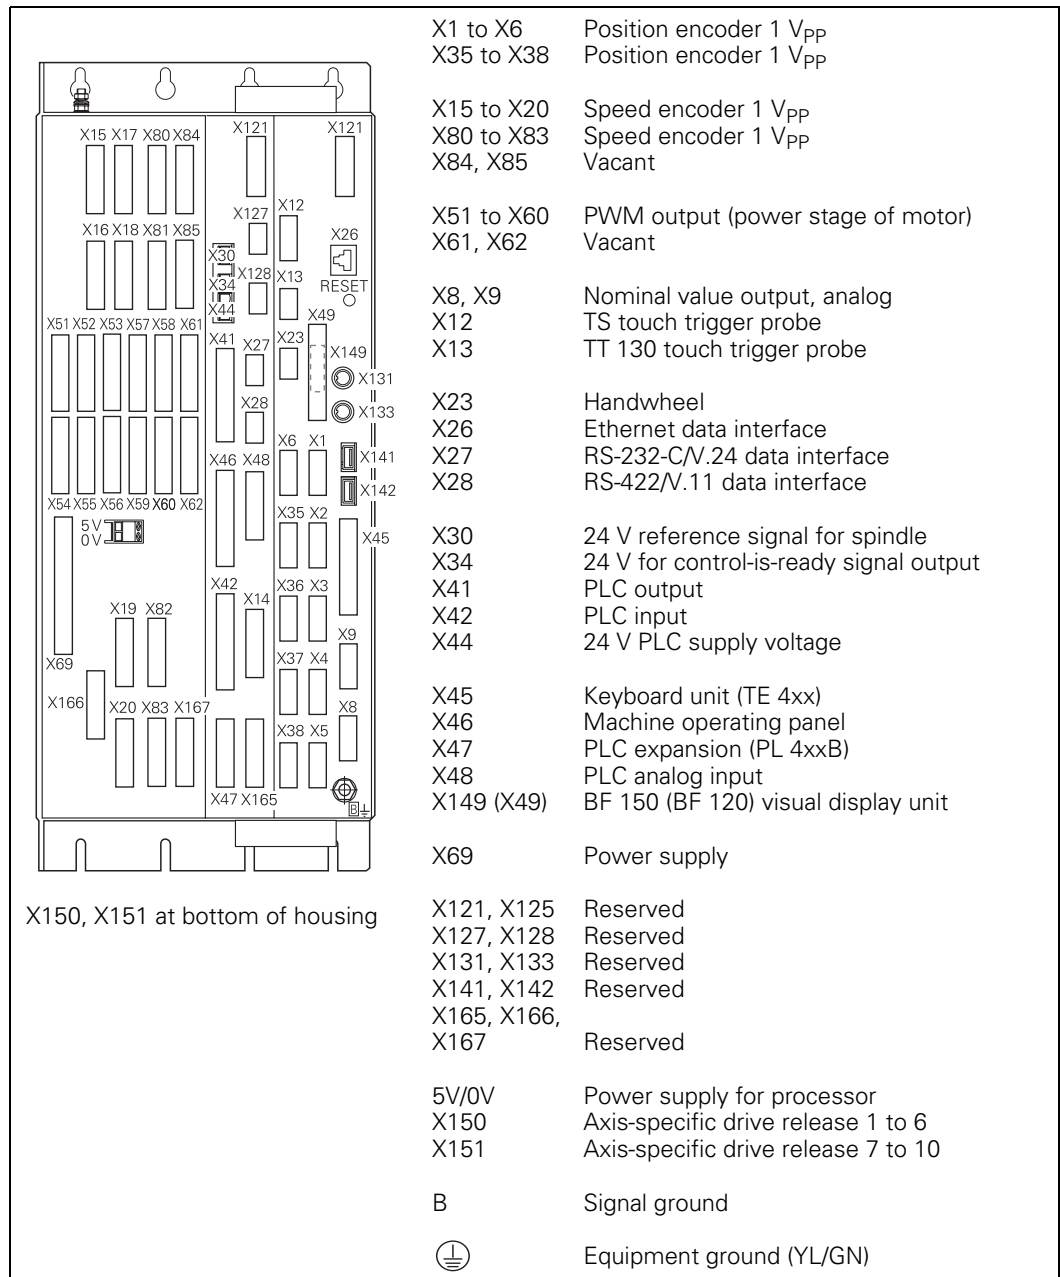 X15 X17 X80 X84
X121
X121
X127
X12
X16 X18 X81 X85
X26
X30
X128 X13
X34
RESET
X44
X49
X51 X52 X53 X57 X58 X61
X41
X27
X23
X149
X131
X28
X133
X6 X1
X46 X48
X141
X142
X54 X55 X56 X59 X60 X62
X35 X2
5V
0V
X45
X42
X14
X36 X3
X19 X82
X9
X69
X37 X4
X166
X20 X83 X167
X8
X38 X5
X47 X165
B
X150, X151 at bottom of housing
X1 to X6 Position encoder 1 VPP
X35 to X38 Position encoder 1 VPP
X15 to X20 Speed encoder 1 VPP
X80 to X83 Speed encoder 1 VPP
X84, X85 Vacant
X51 to X60 PWM output (power stage of motor)
X61, X62 Vacant
X8, X9 Nominal value output, analog
X12 TS touch trigger probe
X13 TT 130 touch trigger probe
X23 Handwheel
X26 Ethernet data interface
X27 RS-232-C/V.24 data interface
X28 RS-422/V.11 data interface
X30 24 V reference signal for spindle
X34 24 V for control-is-ready signal output
X41 PLC output
X42 PLC input
X44 24 V PLC supply voltage
X45 Keyboard unit (TE 4xx)
X46 Machine operating panel
X47 PLC expansion (PL 4xxB)
X48 PLC analog input
X149 (X49) BF 150 (BF 120) visual display unit
X69 Power supply
X121, X125 Reserved
X127, X128 Reserved
X131, X133 Reserved
X141, X142 Reserved
X165, X166,
X167 Reserved
5V/0V Power supply for processor
X150 Axis-specific drive release 1 to 6
X151 Axis-specific drive release 7 to 10
B Signal ground
Equipment ground (YL/GN)